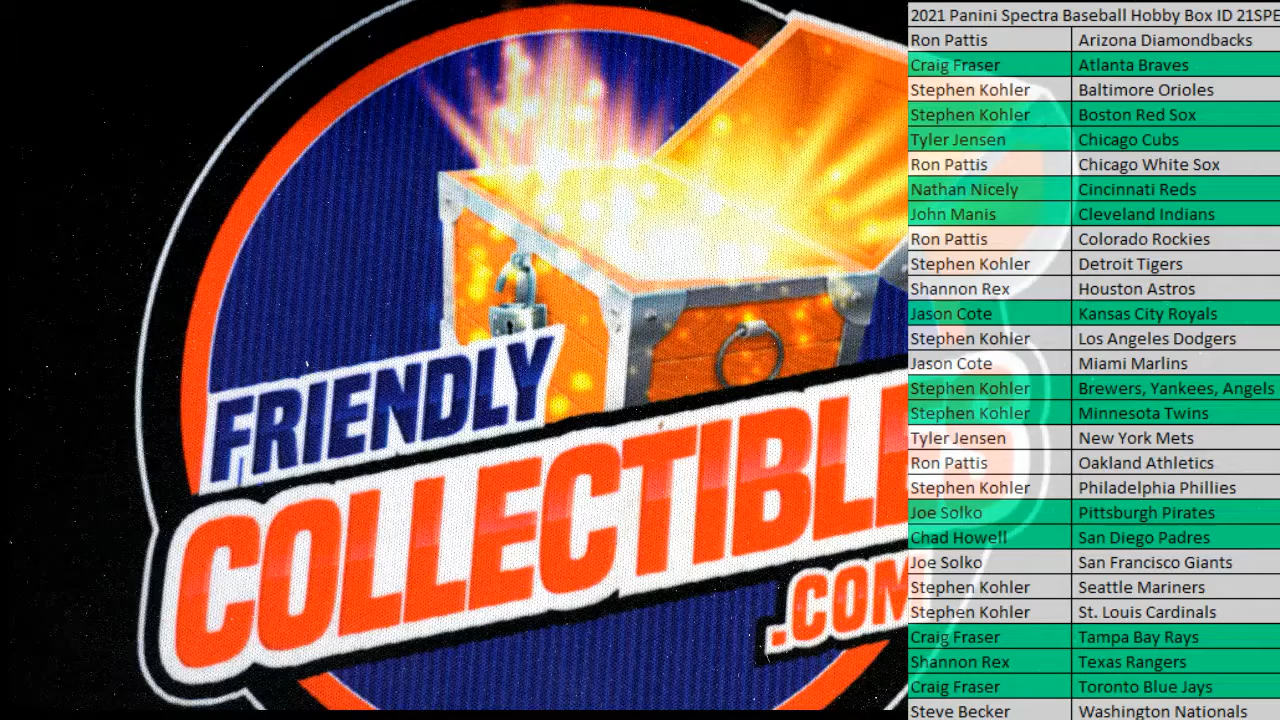 FRIENDLY
COLLECTIBLES
.COM
2021 Panini Spectra Baseball Hobby Box ID 21SPE
Ron Pattis Arizona Diamondbacks
Craig Fraser Atlanta Braves
Stephen Kohler Baltimore Orioles
Stephen Kohler Boston Red Sox
Tyler Jensen Chicago Cubs
Ron Pattis Chicago White Sox
Nathan Nicely Cincinnati Reds
John Manis Cleveland Indians
Ron Pattis Colorado Rockies
Stephen Kohler Detroit Tigers
Shannon Rex Houston Astros
Jason Cote Kansas City Royals
Stephen Kohler Los Angeles Dodgers
Jason Cote Miami Marlins
Stephen Kohler Brewers, Yankees, Angels
Stephen Kohler Minnesota Twins
Tyler Jensen New York Mets
Ron Pattis Oakland Athletics
Stephen Kohler Philadelphia Phillies
Joe Solko Pittsburgh Pirates
Chad Howell San Diego Padres
Joe Solko San Francisco Giants
Stephen Kohler Seattle Mariners
Stephen Kohler St. Louis Cardinals
Craig Fraser Tampa Bay Rays
Shannon Rex Texas Rangers
Craig Fraser Toronto Blue Jays
Steve Becker Washington Nationals